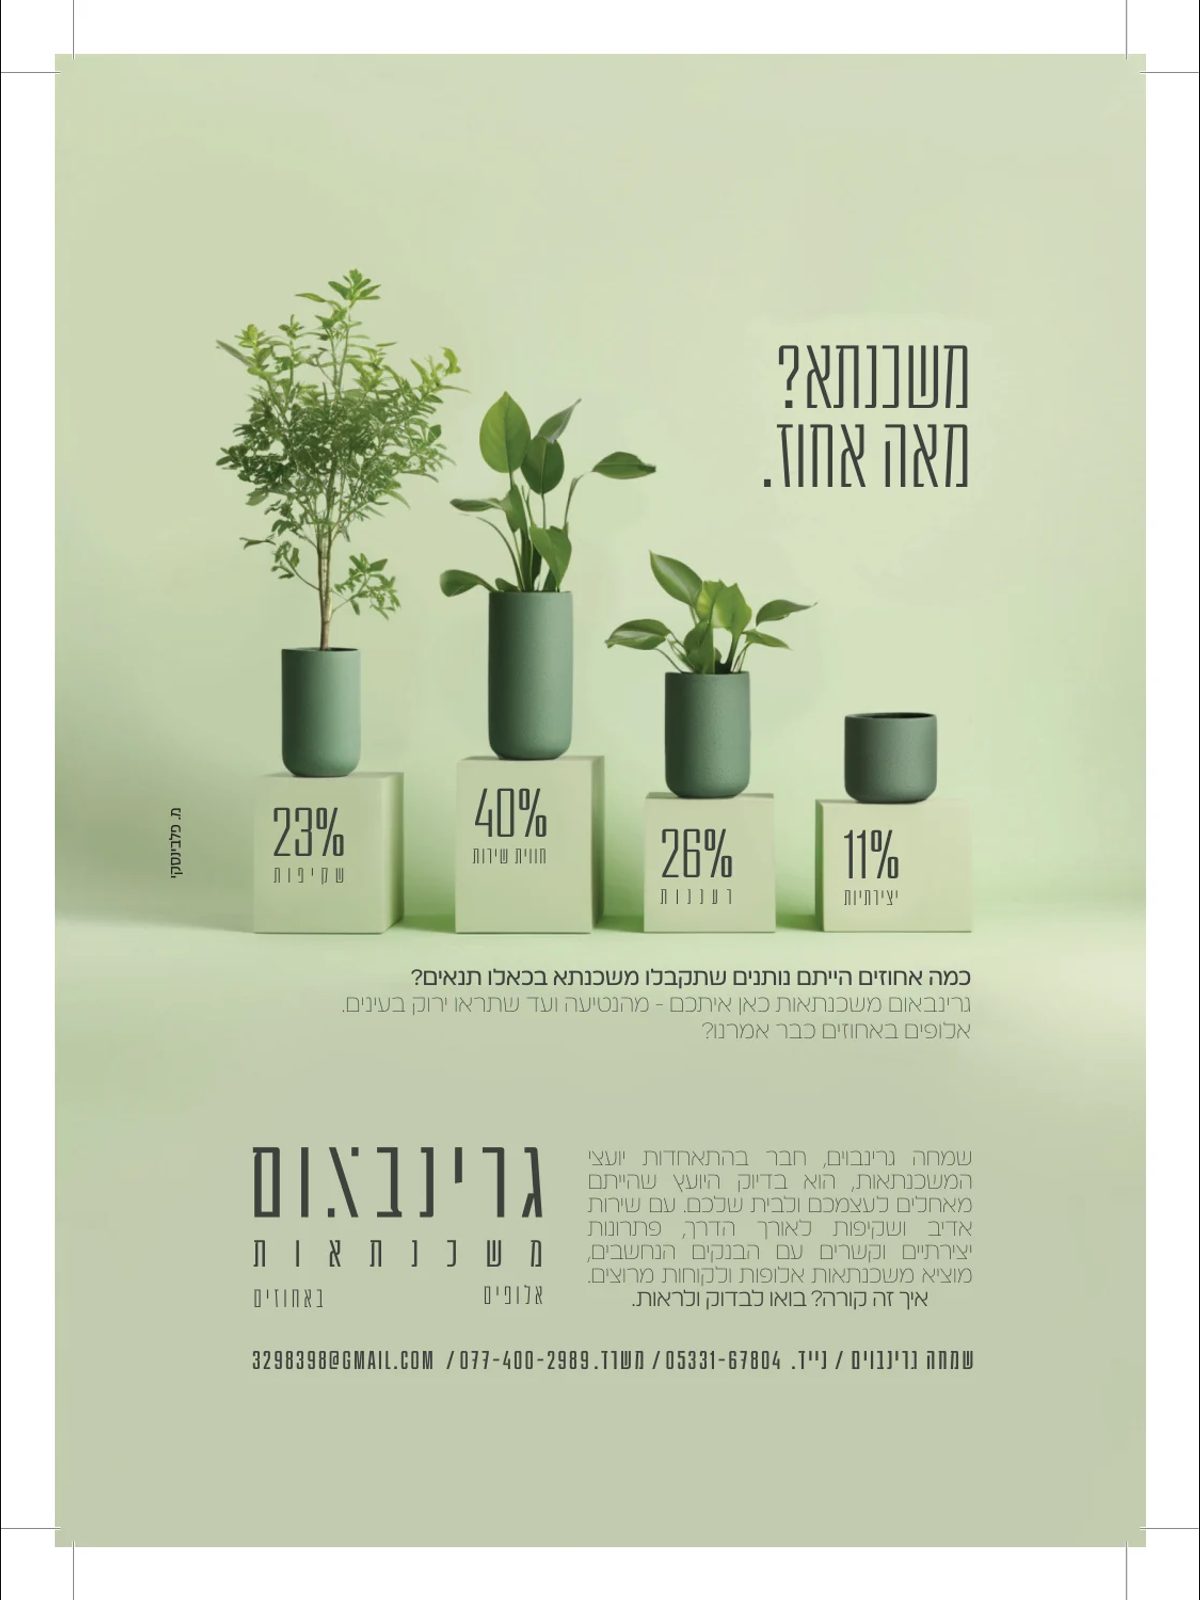 משכנתא?
מאה אחוז.
11%
יצירתיות
26%
רעננות
40%
חווית שירות
23%
שקיפות
מ. פלבינסקי
כמה אחוזים הייתם נותנים שתקבלו משכנתא בכאלו תנאים?
גרינבאום משכנתאות כאן איתכם - מהנטיעה ועד שתראו ירוק בעינים.
אלופים באחוזים כבר אמרנו?
שמחה גרינבוים, חבר בהתאחדות יועצי
המשכנתאות, הוא בדיוק היועץ שהייתם
מאחלים לעצמכם ולבית שלכם. עם שירות
אדיב ושקיפות לאורך הדרך, פתרונות
יצירתיים וקשרים עם הבנקים הנחשבים,
מוציא משכנתאות אלופות ולקוחות מרוצים.
איך זה קורה? בואו לבדוק ולראות.
גרינבאום
משכנתאות
אלופים באחוזים
שמחה גרינבוים / נייד. 05331-67804 / משרד. 077-400-2989 / 3298398@GMAIL.COM